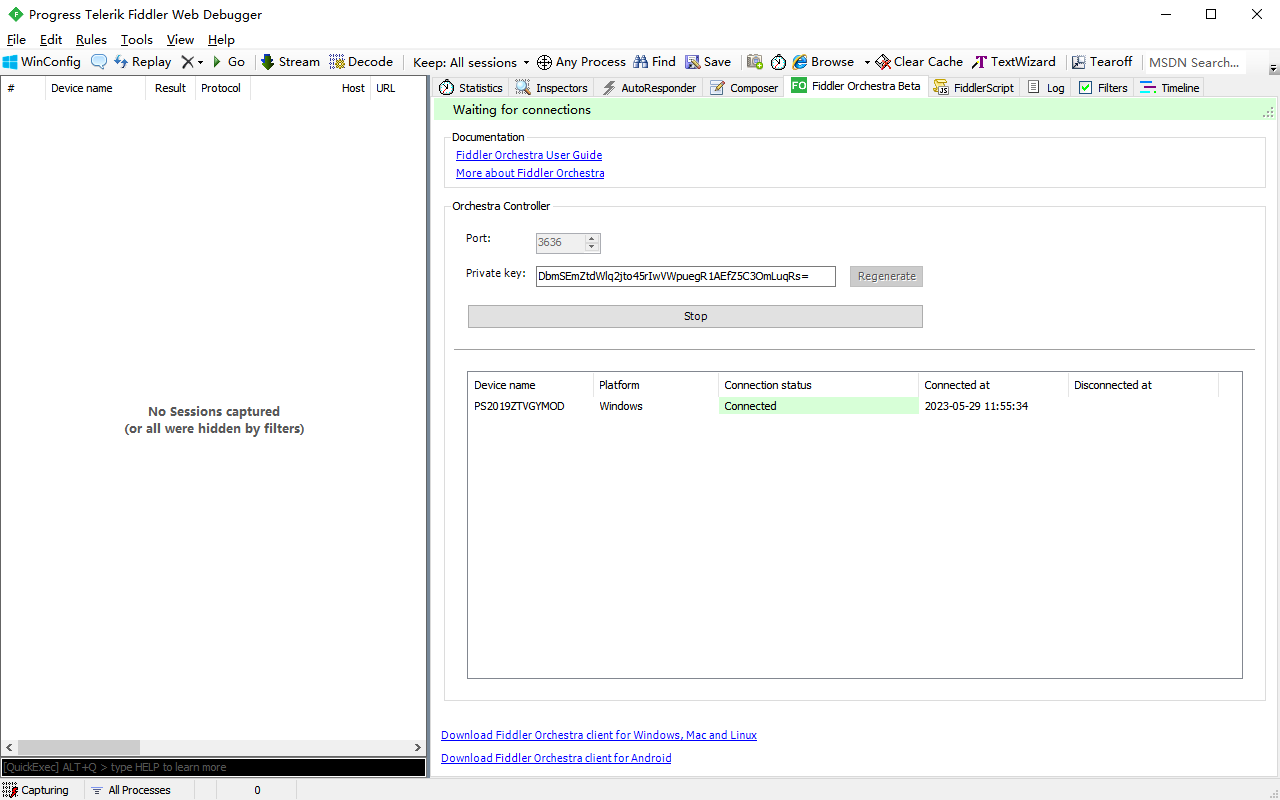 Progress Telerik Fiddler Web Debugger
File Edit Rules Tools View Help
WinConfig Replay Go Stream Decode Keep: All sessions Any Process Find Save Browse Clear Cache TextWizard Tearoff MSDN Search...
# Device name Result Protocol Host URL
Statistics Inspectors AutoResponder Composer FO Fiddler Orchestra Beta FiddlerScript Log Filters Timeline
Waiting for connections
Documentation
Fiddler Orchestra User Guide
More about Fiddler Orchestra
Orchestra Controller
Port: 3636
Private key: DbmSEmZtdWlq2jto45rIwVWpuegR1AEfZ5C3OmLuqRs= Regenerate
Stop
Device name Platform Connection status Connected at Disconnected at
PS2019ZTVGYMOD Windows Connected 2023-05-29 11:55:34
No Sessions captured
(or all were hidden by filters)
Download Fiddler Orchestra client for Windows, Mac and Linux
Download Fiddler Orchestra client for Android
[QuickExec] ALT+Q > type HELP to learn more
Capturing All Processes 0